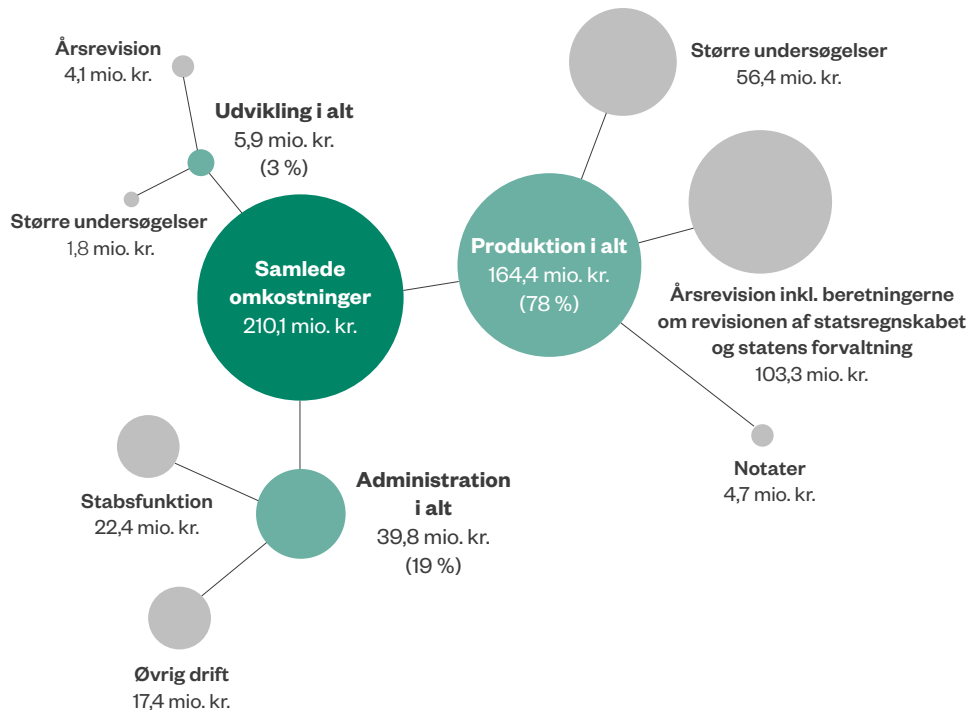 Årsrevision
4,1 mio. kr.
Udvikling i alt
5,9 mio. kr.
(3 %)
Større undersøgelser
1,8 mio. kr.
Samlede
omkostninger
210,1 mio. kr.
Større undersøgelser
56,4 mio. kr.
Produktion i alt
164,4 mio. kr.
(78 %)
Årsrevision inkl. beretningerne
om revisionen af statsregnskabet
og statens forvaltning
103,3 mio. kr.
Notater
4,7 mio. kr.
Administration
i alt
39,8 mio. kr.
(19 %)
Stabsfunktion
22,4 mio. kr.
Øvrig drift
17,4 mio. kr.